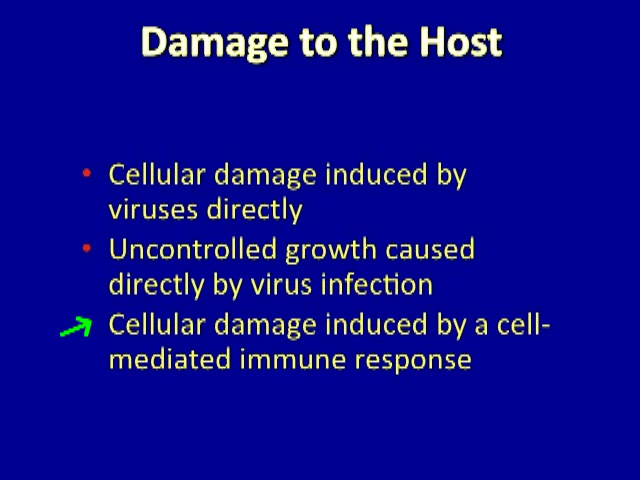 Damage to the Host
• Cellular damage induced by
viruses directly
• Uncontrolled growth caused
directly by virus infection
Cellular damage induced by a cell-
mediated immune response